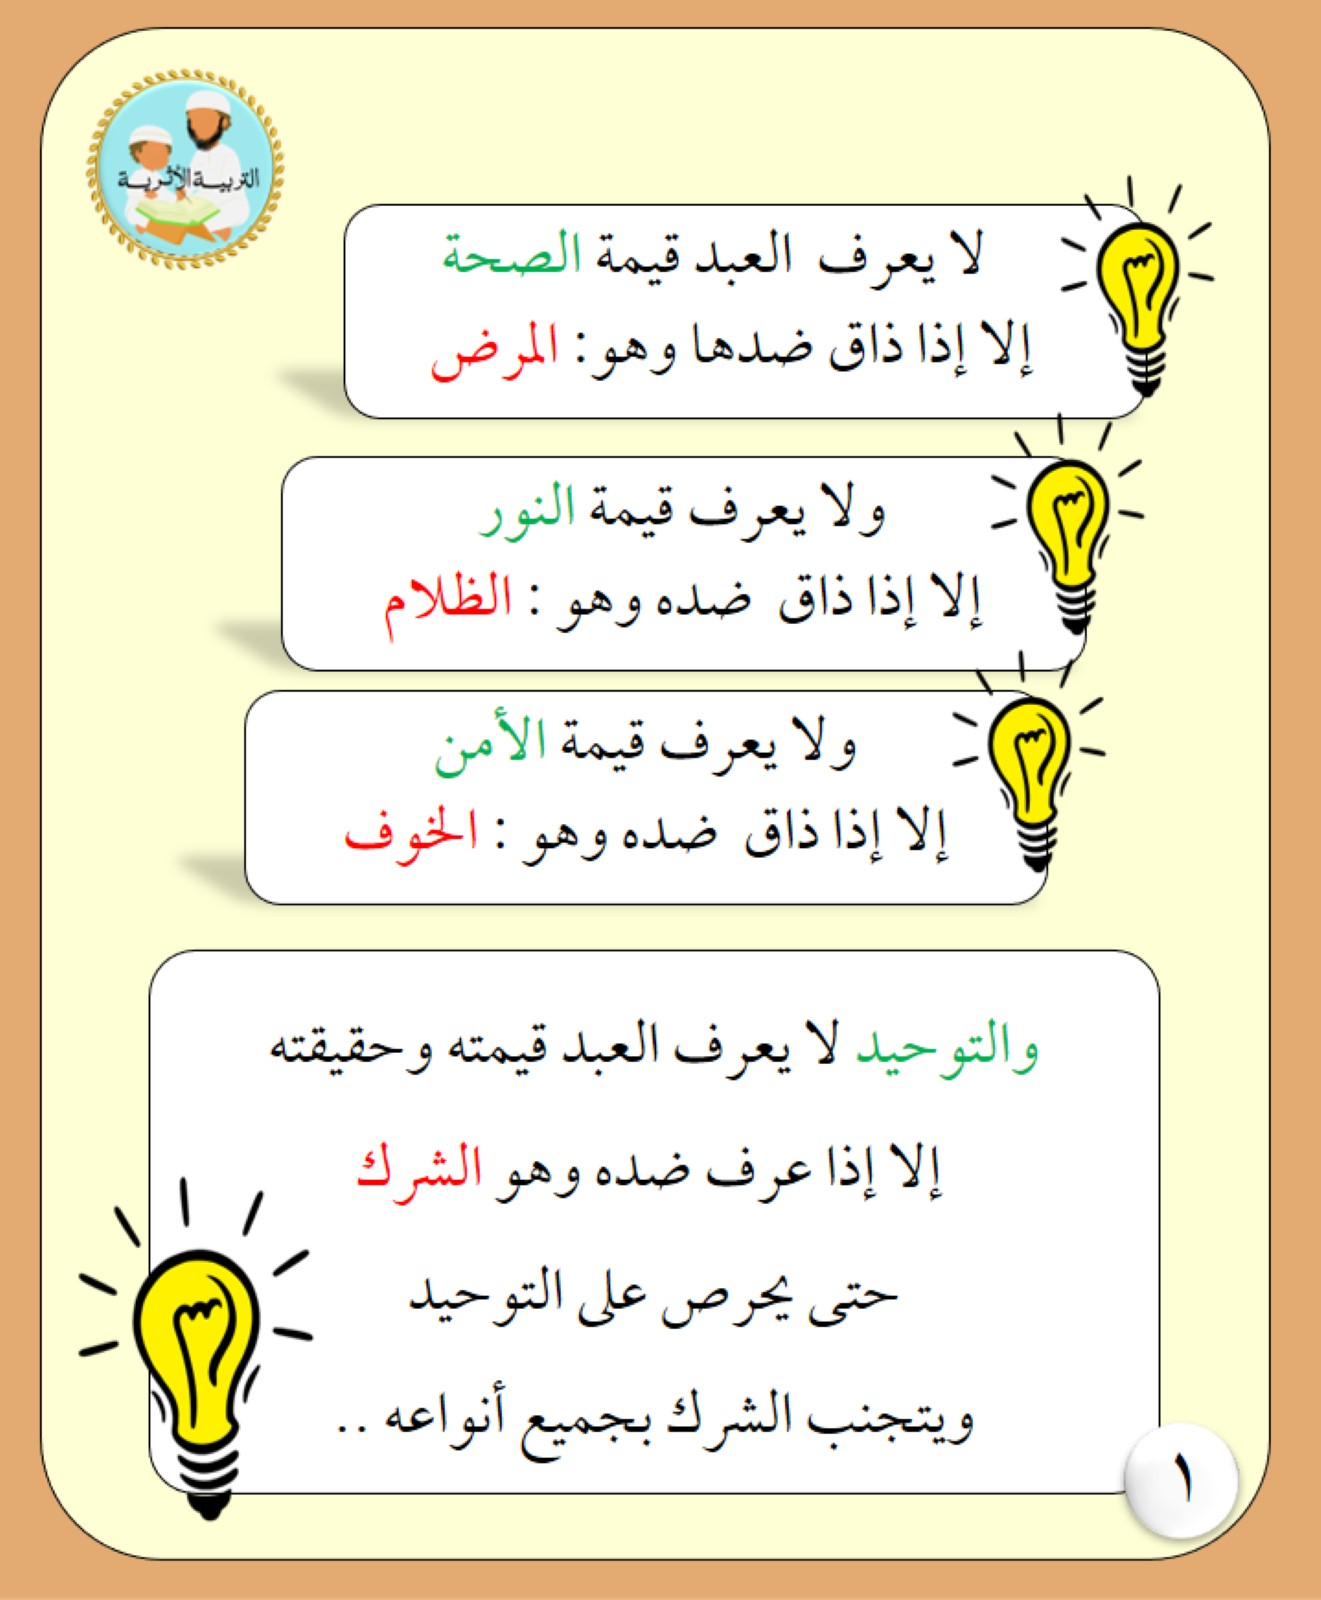 التربية الأثرية
لا يعرف العبد قيمة الصحة
إلا إذا ذاق ضدها وهو: المرض
ولا يعرف قيمة النور
إلا إذا ذاق ضده وهو : الظلام
ولا يعرف قيمة الأمن
إلا إذا ذاق ضده وهو : الخوف
والتوحيد لا يعرف العبد قيمته وحقيقته
إلا إذا عرف ضده وهو الشرك
حتى يحرص على التوحيد
ويتجنب الشرك بجميع أنواعه ..
١